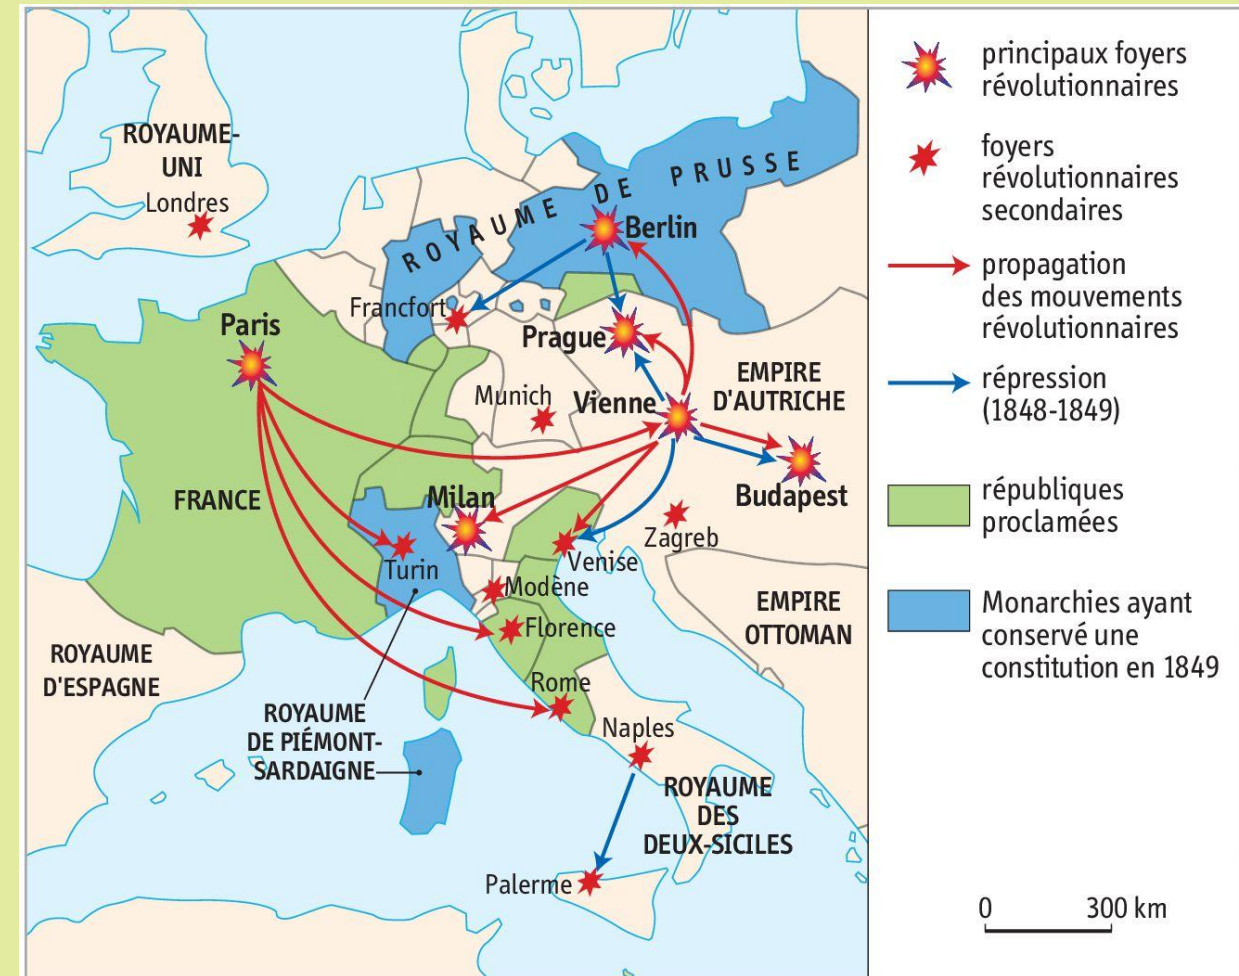 ROYAUME-
UNI
Londres
ROYAUME DE PRUSSE
Berlin
Francfort
Paris
Prague
Munich
Vienne
EMPIRE
D'AUTRICHE
Budapest
FRANCE
Milan
Zagreb
Venise
Turin
Modène
Florence
EMPIRE
OTTOMAN
ROYAUME
D'ESPAGNE
Rome
ROYAUME
DE PIÉMONT-
SARDAIGNE
Naples
ROYAUME
DES
DEUX-SICILES
Palerme
principaux foyers
révolutionnaires
foyers
révolutionnaires
secondaires
propagation
des mouvements
révolutionnaires
répression
(1848-1849)
républiques
proclamées
Monarchies ayant
conservé une
constitution en 1849
0 300 km